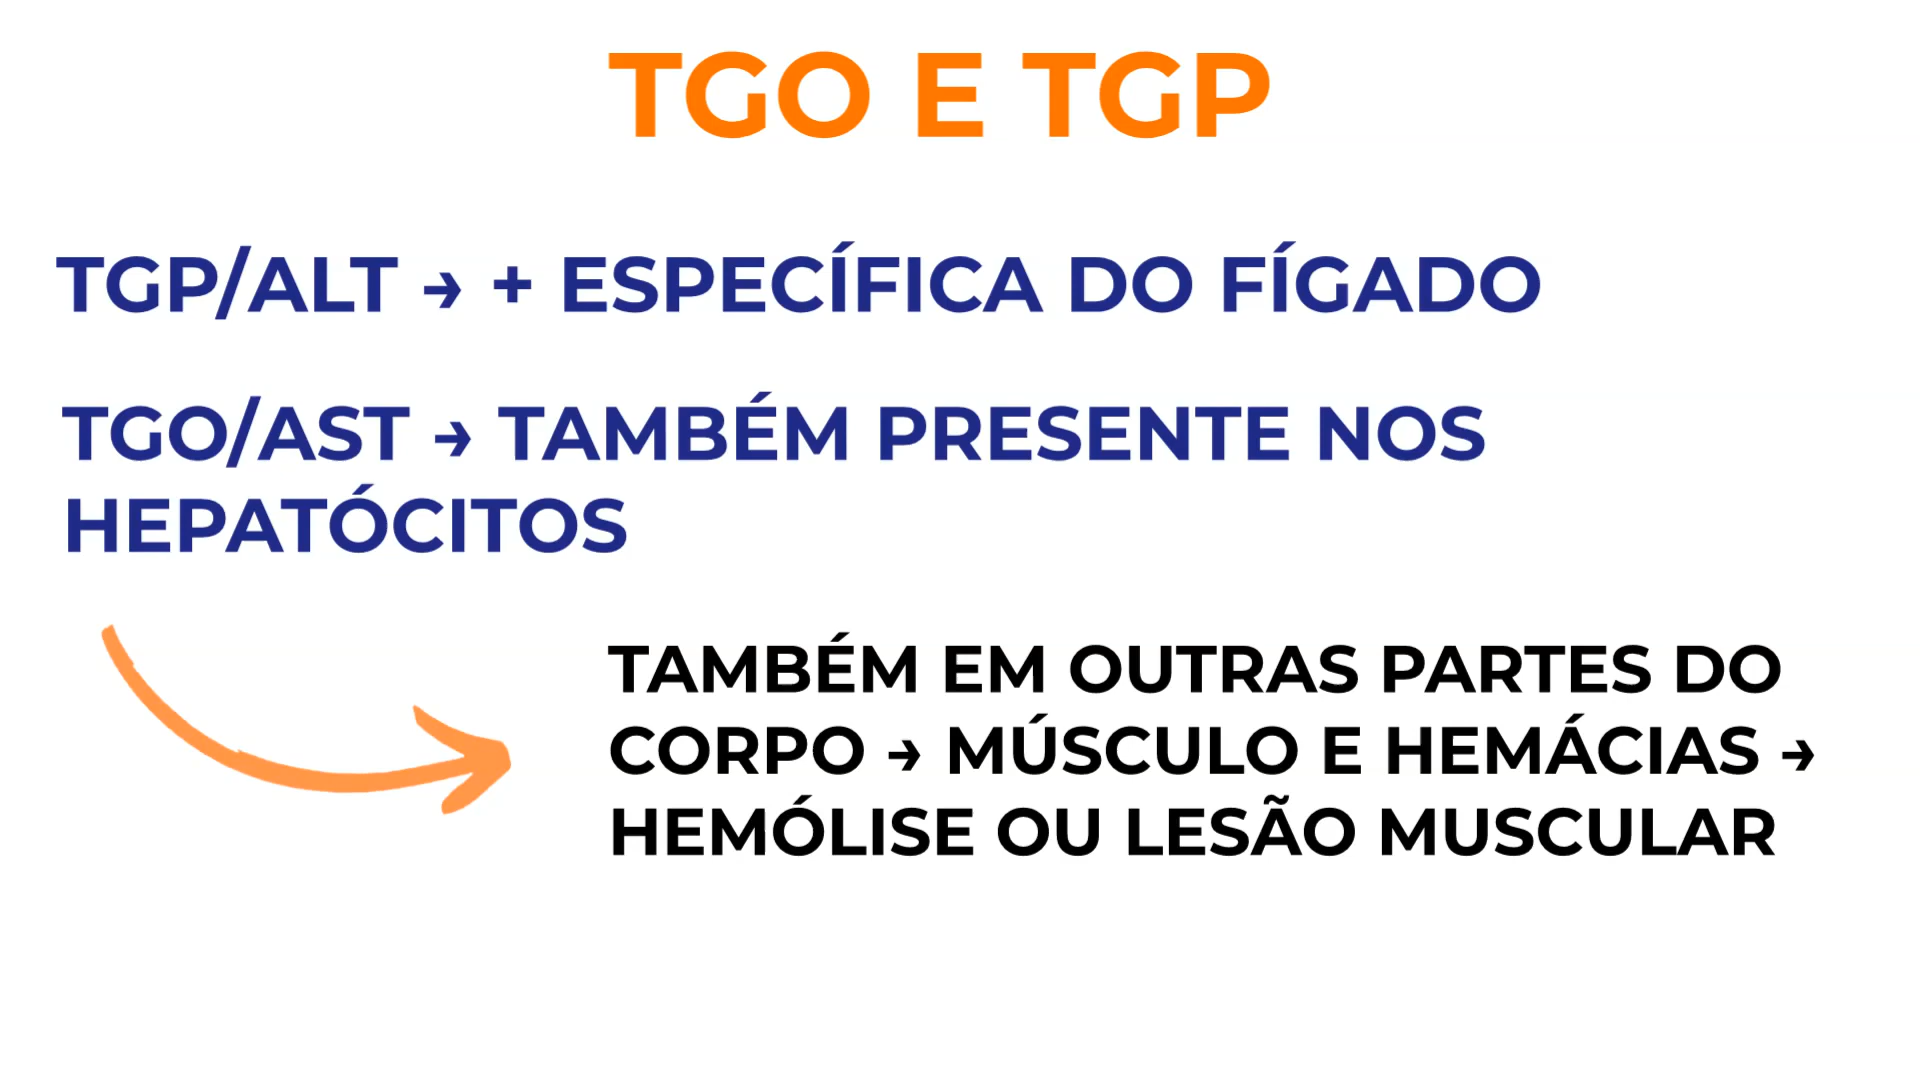 TGO E TGP
TGP/ALT → + ESPECÍFICA DO FÍGADO
TGO/AST → TAMBÉM PRESENTE NOS
HEPATÓCITOS
TAMBÉM EM OUTRAS PARTES DO
CORPO → MÚSCULO E HEMÁCIAS →
HEMÓLISE OU LESÃO MUSCULAR